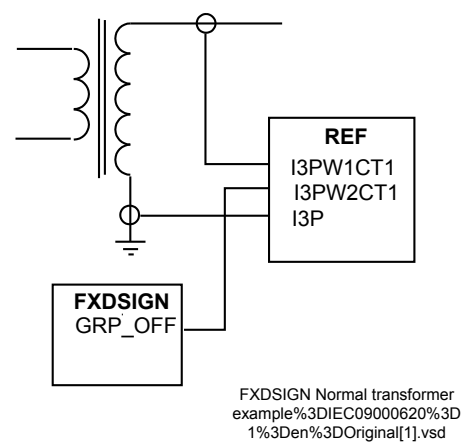 REF
I3PW1CT1
I3PW2CT1
I3P
FXDSIGN
GRP_OFF
FXDSIGN Normal transformer
example%3DIEC09000620%3D
1%3Den%3DOriginal[1].vsd